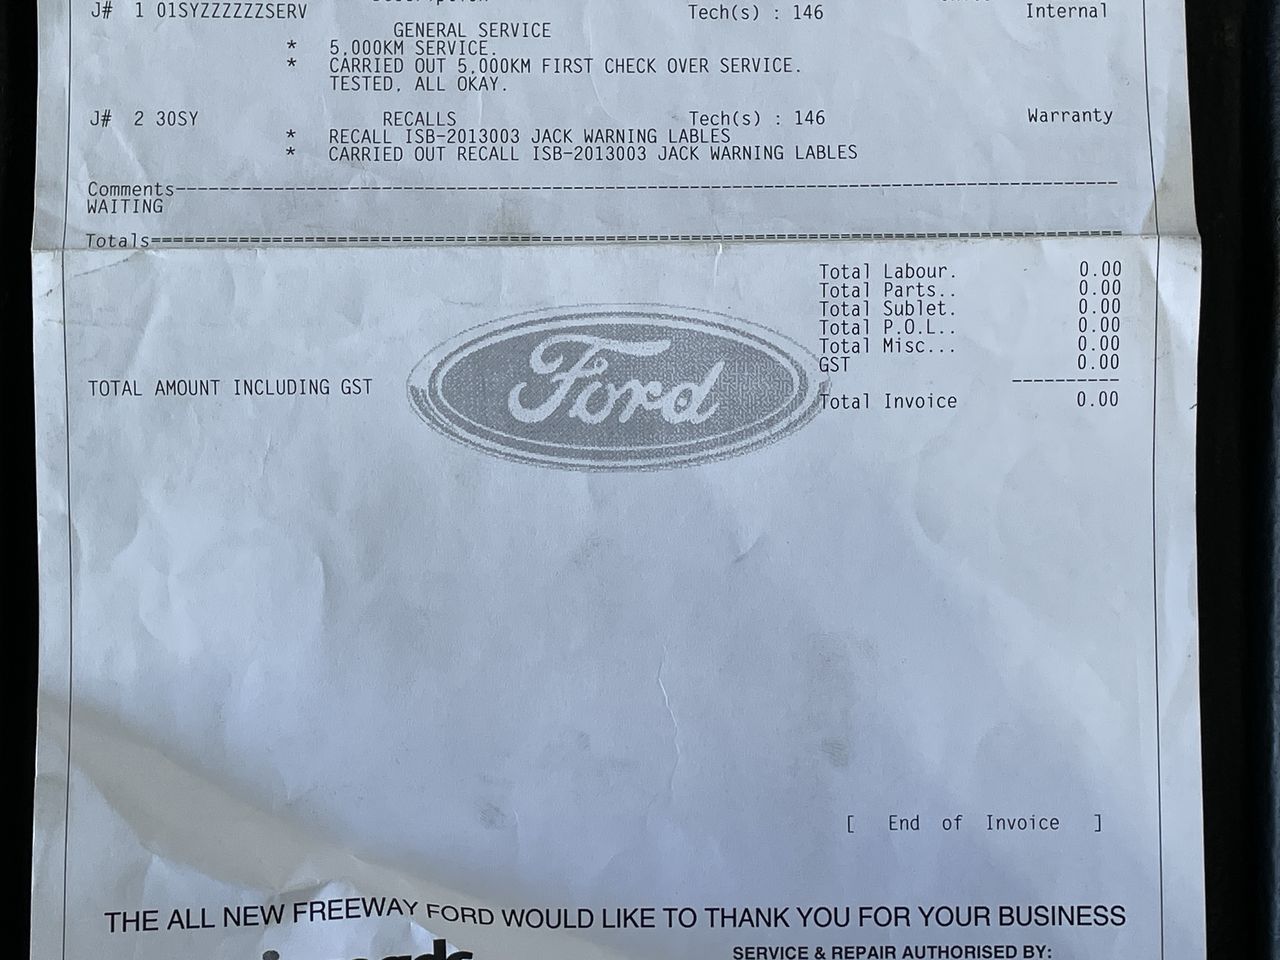 J# 1 01SYZZZZZZSERV Tech(s) : 146 Internal
GENERAL SERVICE
* 5,000KM SERVICE.
* CARRIED OUT 5,000KM FIRST CHECK OVER SERVICE.
TESTED, ALL OKAY.
J# 2 30SY RECALLS Tech(s) : 146 Warranty
* RECALL ISB-2013003 JACK WARNING LABLES
* CARRIED OUT RECALL ISB-2013003 JACK WARNING LABLES
Comments
WAITING
Totals
Total Labour. 0.00
Total Parts.. 0.00
Total Sublet. 0.00
Total P.O.L.. 0.00
Total Misc... 0.00
GST 0.00
TOTAL AMOUNT INCLUDING GST
Ford
Total Invoice 0.00
[ End of Invoice ]
THE ALL NEW FREEWAY FORD WOULD LIKE TO THANK YOU FOR YOUR BUSINESS
SERVICE & REPAIR AUTHORISED BY: